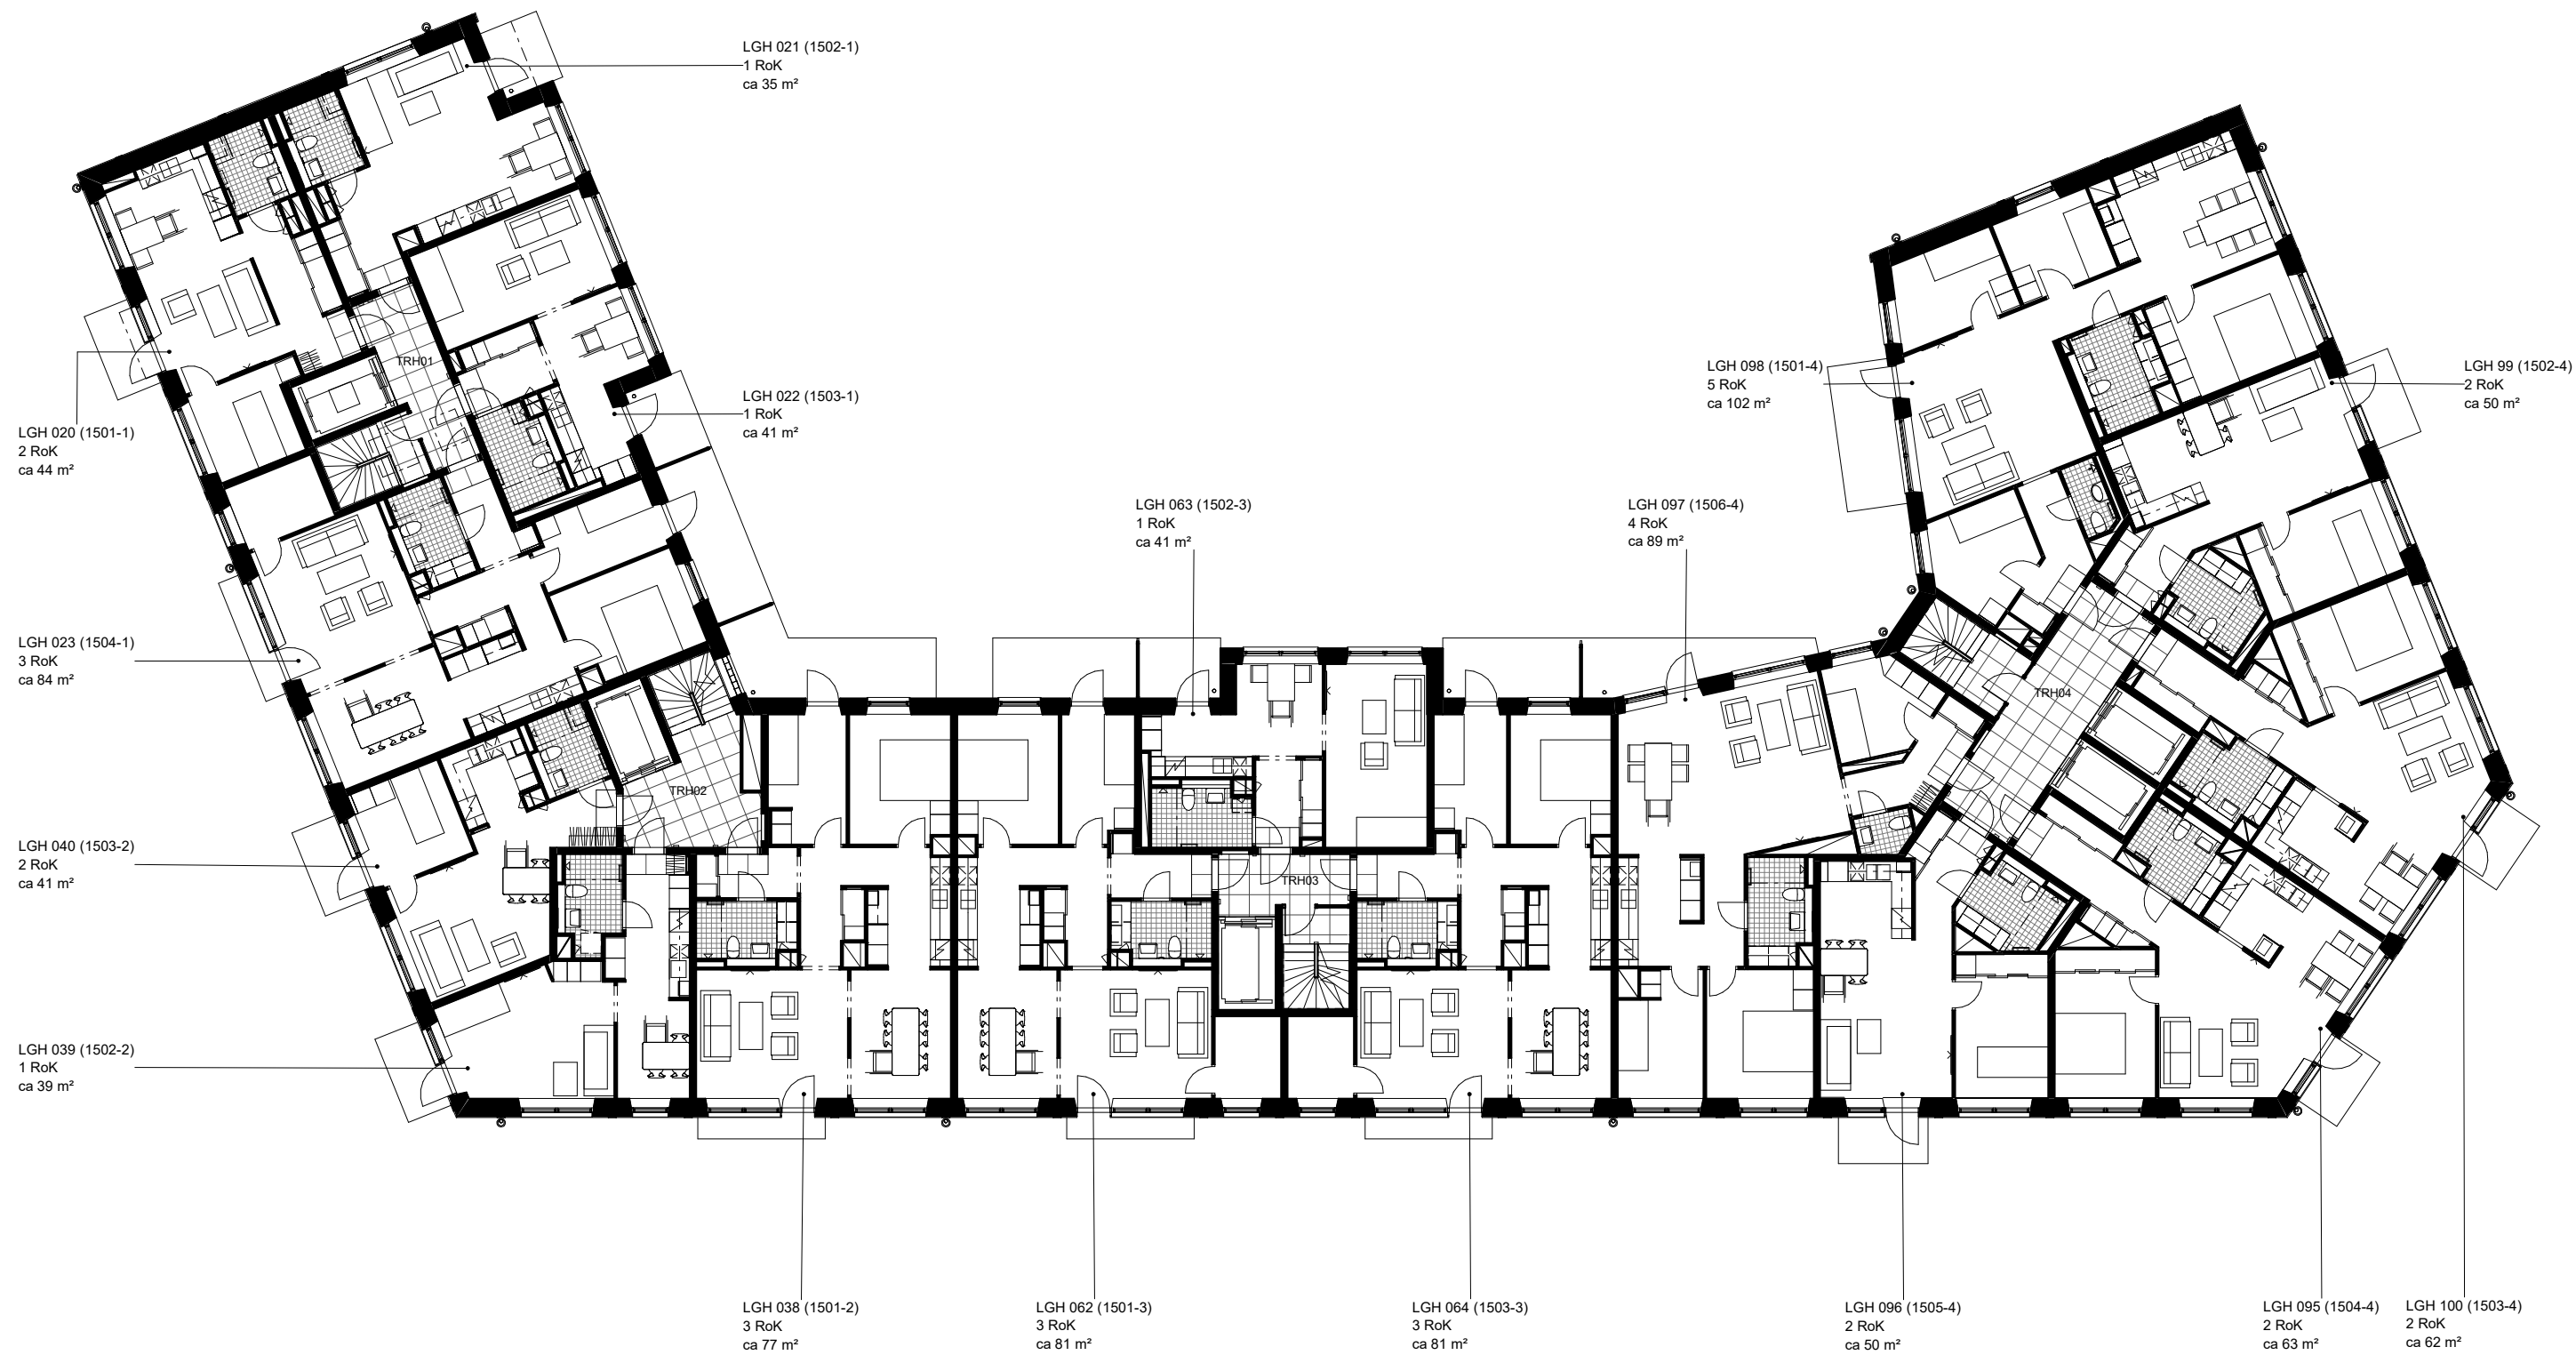 LGH 021 (1502-1)
1 RoK
ca 35 m²
TRH01
LGH 020 (1501-1)
2 RoK
ca 44 m²
LGH 022 (1503-1)
1 RoK
ca 41 m²
LGH 098 (1501-4)
5 RoK
ca 102 m²
LGH 99 (1502-4)
2 RoK
ca 50 m²
LGH 063 (1502-3)
1 RoK
ca 41 m²
LGH 097 (1506-4)
4 RoK
ca 89 m²
LGH 023 (1504-1)
3 RoK
ca 84 m²
TRH04
TRH02
LGH 040 (1503-2)
2 RoK
ca 41 m²
TRH03
LGH 039 (1502-2)
1 RoK
ca 39 m²
LGH 038 (1501-2)
3 RoK
ca 77 m²
LGH 062 (1501-3)
3 RoK
ca 81 m²
LGH 064 (1503-3)
3 RoK
ca 81 m²
LGH 096 (1505-4)
2 RoK
ca 50 m²
LGH 095 (1504-4)
2 RoK
ca 63 m²
LGH 100 (1503-4)
2 RoK
ca 62 m²